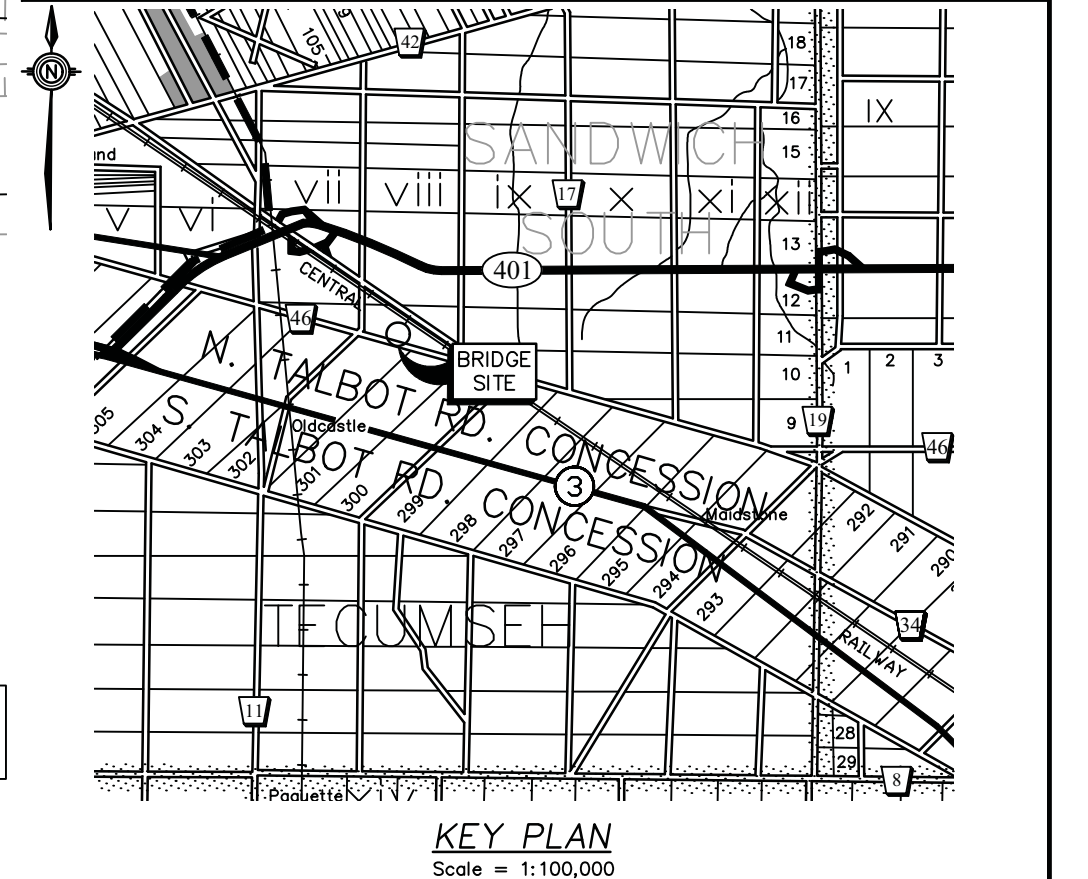 105
9
42
18
17
16
IX
N
SANDWICH
15
nd
vii viii ix 17 x xi xii
v vi
SOUTH
13
401
CENTRAL
12
46
11
N. TALBOT RD. CONCESSION
BRIDGE
SITE
10
1 2 3
9
19
46
S. TALBOT RD. CONCESSION
Oldcastle
3
Maidstone
305
304
303
302
301
300
299
298
297
296
295
294
293
292
291
290
34
RAILWAY
TECUMSEH
11
28
29
8
Paquette
KEY PLAN
Scale = 1:100,000